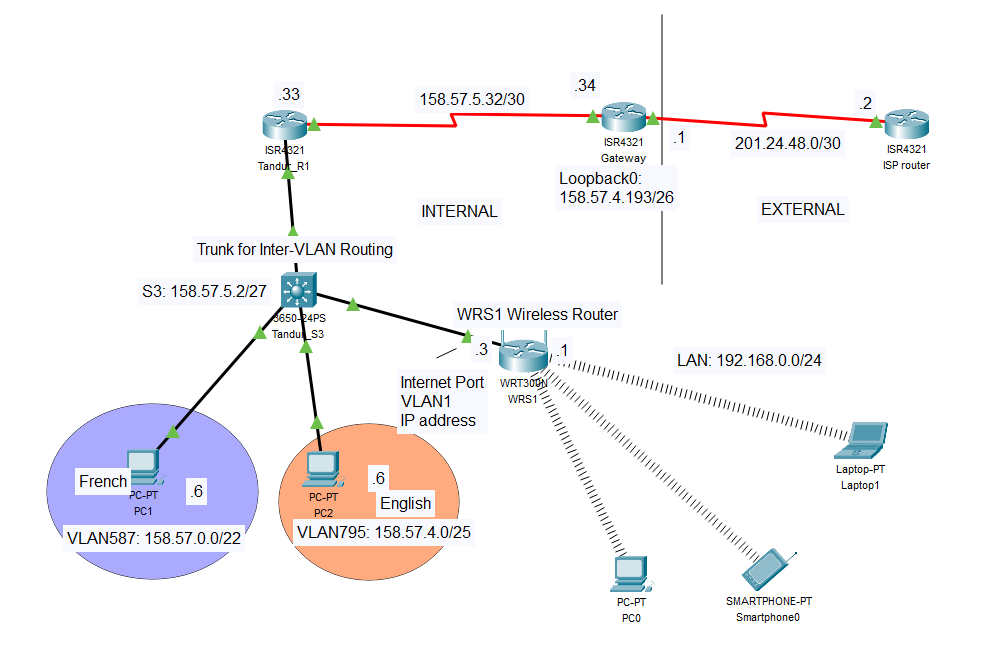 .33
158.57.5.32/30
.34
.2
ISR4321
Tandur_R1
ISR4321
Gateway
.1
201.24.48.0/30
ISR4321
ISP router
Loopback0:
158.57.4.193/26
INTERNAL
EXTERNAL
Trunk for Inter-VLAN Routing
S3: 158.57.5.2/27
3650-24PS
Tandur_S3
WRS1 Wireless Router
.3
.1
LAN: 192.168.0.0/24
WRT300N
WRS1
Internet Port
VLAN1
IP address
French
.6
PC-PT
PC1
VLAN587: 158.57.0.0/22
.6
English
PC-PT
PC2
VLAN795: 158.57.4.0/25
Laptop-PT
Laptop1
PC-PT
PC0
SMARTPHONE-PT
Smartphone0